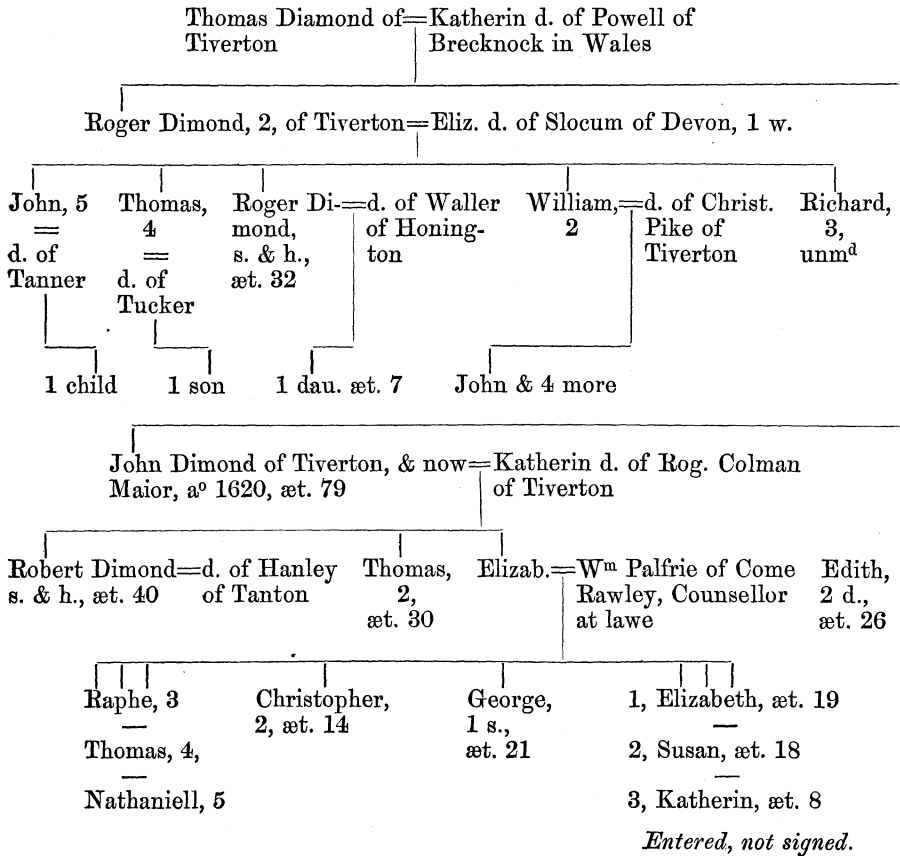 Thomas Diamond of=Katherin d. of Powell of
Tiverton Brecknock in Wales
Roger Dimond, 2, of Tiverton=Eliz. d. of Slocum of Devon, 1 w.
John, 5 Thomas, Roger Di-=d. of Waller William,=d. of Christ. Richard,
= 4 mond, of Honing- 2 Pike of 3,
d. of = s. & h., ton Tiverton unmᵈ
Tanner d. of æt. 32
Tucker
1 child 1 son 1 dau. æt. 7 John & 4 more
John Dimond of Tiverton, & now=Katherin d. of Rog. Colman
Maior, aº 1620, æt. 79 of Tiverton
Robert Dimond=d. of Hanley Thomas, Elizab.=Wᵐ Palfrie of Come Edith,
s. & h., æt. 40 of Tanton 2, Rawley, Counsellor 2 d.,
æt. 30 at lawe æt. 26
Raphe, 3 Christopher, George, 1, Elizabeth, æt. 19
— 2, æt. 14 1 s., —
Thomas, 4, æt. 21 2, Susan, æt. 18
— —
Nathaniell, 5 3, Katherin, æt. 8
Entered, not signed.